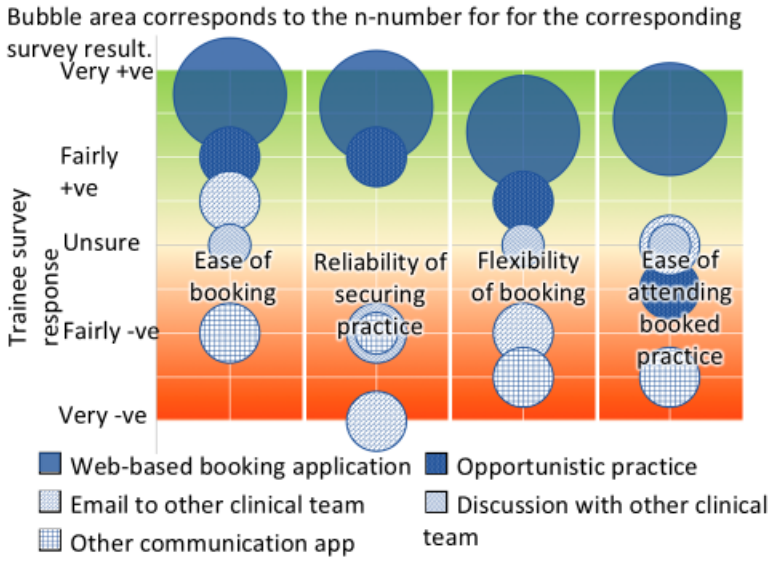 Bubble area corresponds to the n-number for for the corresponding
survey result.
Very +ve
Fairly
+ve
Unsure
Fairly -ve
Very -ve
Trainee survey
response
Ease of
booking
Reliability of
securing
practice
Flexibility
of booking
Ease of
attending
booked
practice
Web-based booking application
Opportunistic practice
Email to other clinical team
Discussion with other clinical
team
Other communication app